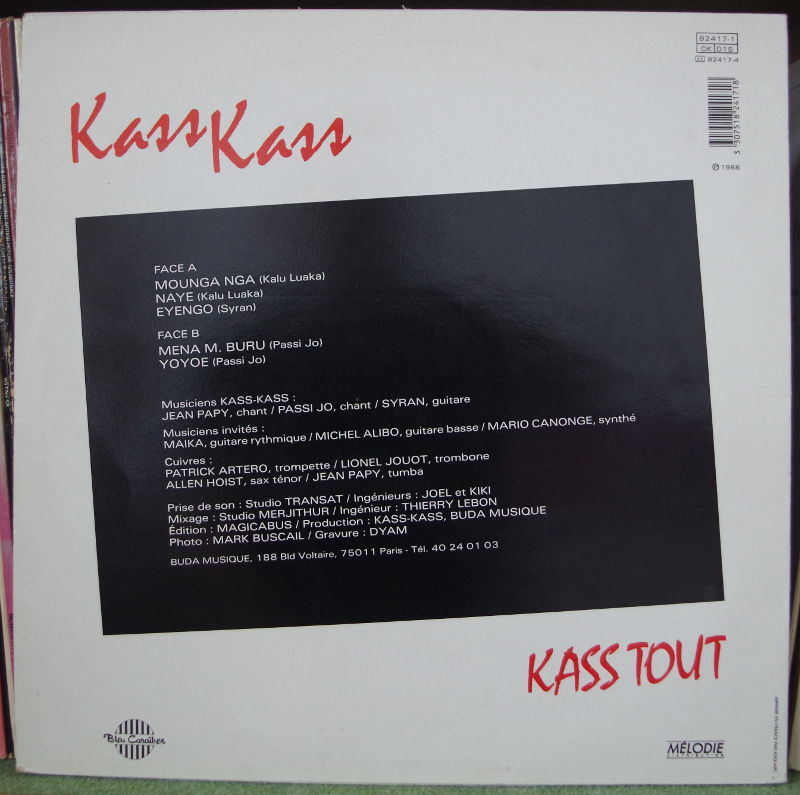 82417-1
DK 015
82417-4
3 307518 241718
℗ 1988
Kass Kass
FACE A
MOUNGA NGA (Kalu Luaka)
NAYE (Kalu Luaka)
EYENGO (Syran)
FACE B
MENA M. BURU (Passi Jo)
YOYOE (Passi Jo)
Musiciens KASS-KASS :
JEAN PAPY, chant / PASSI JO, chant / SYRAN, guitare
Musiciens invités :
MAIKA, guitare rythmique / MICHEL ALIBO, guitare basse / MARIO CANONGE, synthé
Cuivres :
PATRICK ARTERO, trompette / LIONEL JOUOT, trombone
ALLEN HOIST, sax ténor / JEAN PAPY, tumba
Prise de son : Studio TRANSAT / Ingénieurs : JOEL et KIKI
Mixage : Studio MERJITHUR / Ingénieur : THIERRY LEBON
Édition : MAGICABUS / Production : KASS-KASS, BUDA MUSIQUE
Photo : MARK BUSCAIL / Gravure : DYAM
BUDA MUSIQUE, 188 Bld Voltaire, 75011 Paris - Tél. 40 24 01 03
KASS TOUT
Bleu Caraïbes
MÉLODIE
DISTRIBUTION